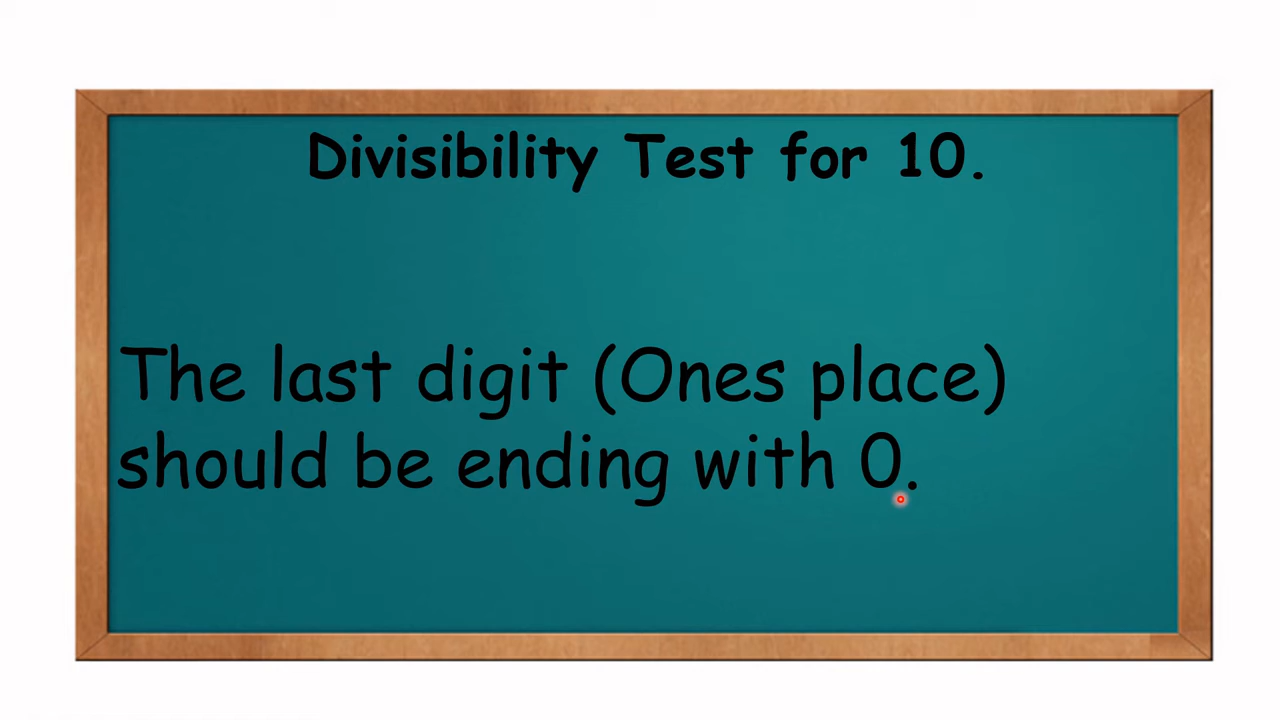 Divisibility Test for 10.
The last digit (Ones place)
should be ending with 0.